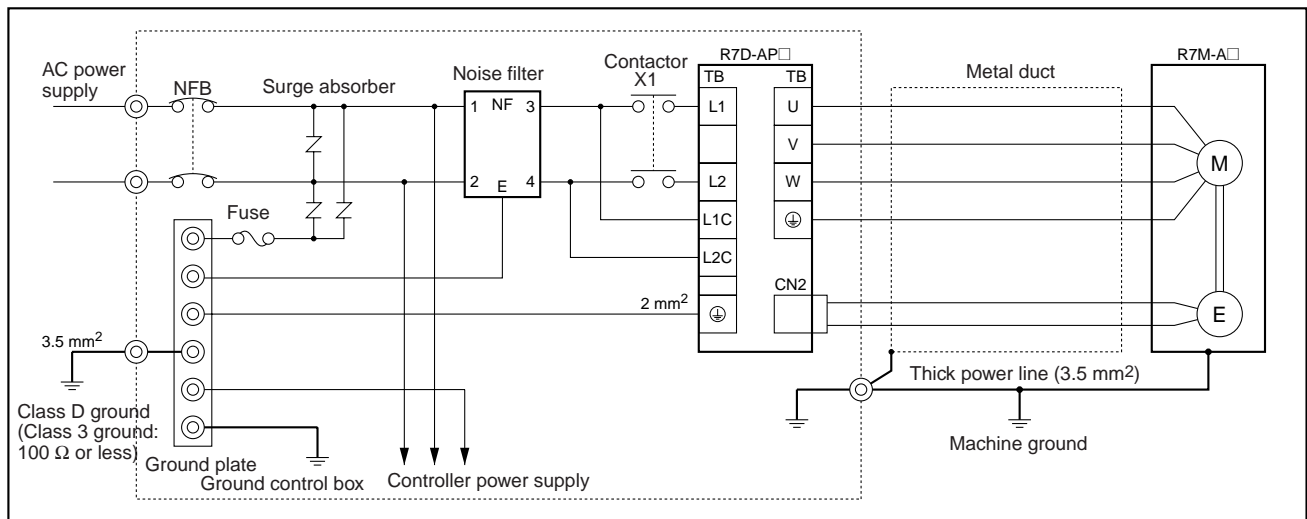 R7D-AP□
R7M-A□
AC power
supply
NFB
Surge absorber
Noise filter
Contactor
X1
TB
TB
Metal duct
1
NF
3
L1
U
V
M
2
E
4
L2
W
Fuse
L1C
L2C
CN2
2 mm²
E
3.5 mm²
Thick power line (3.5 mm²)
Class D ground
(Class 3 ground:
100 Ω or less)
Machine ground
Ground plate
Ground control box
Controller power supply